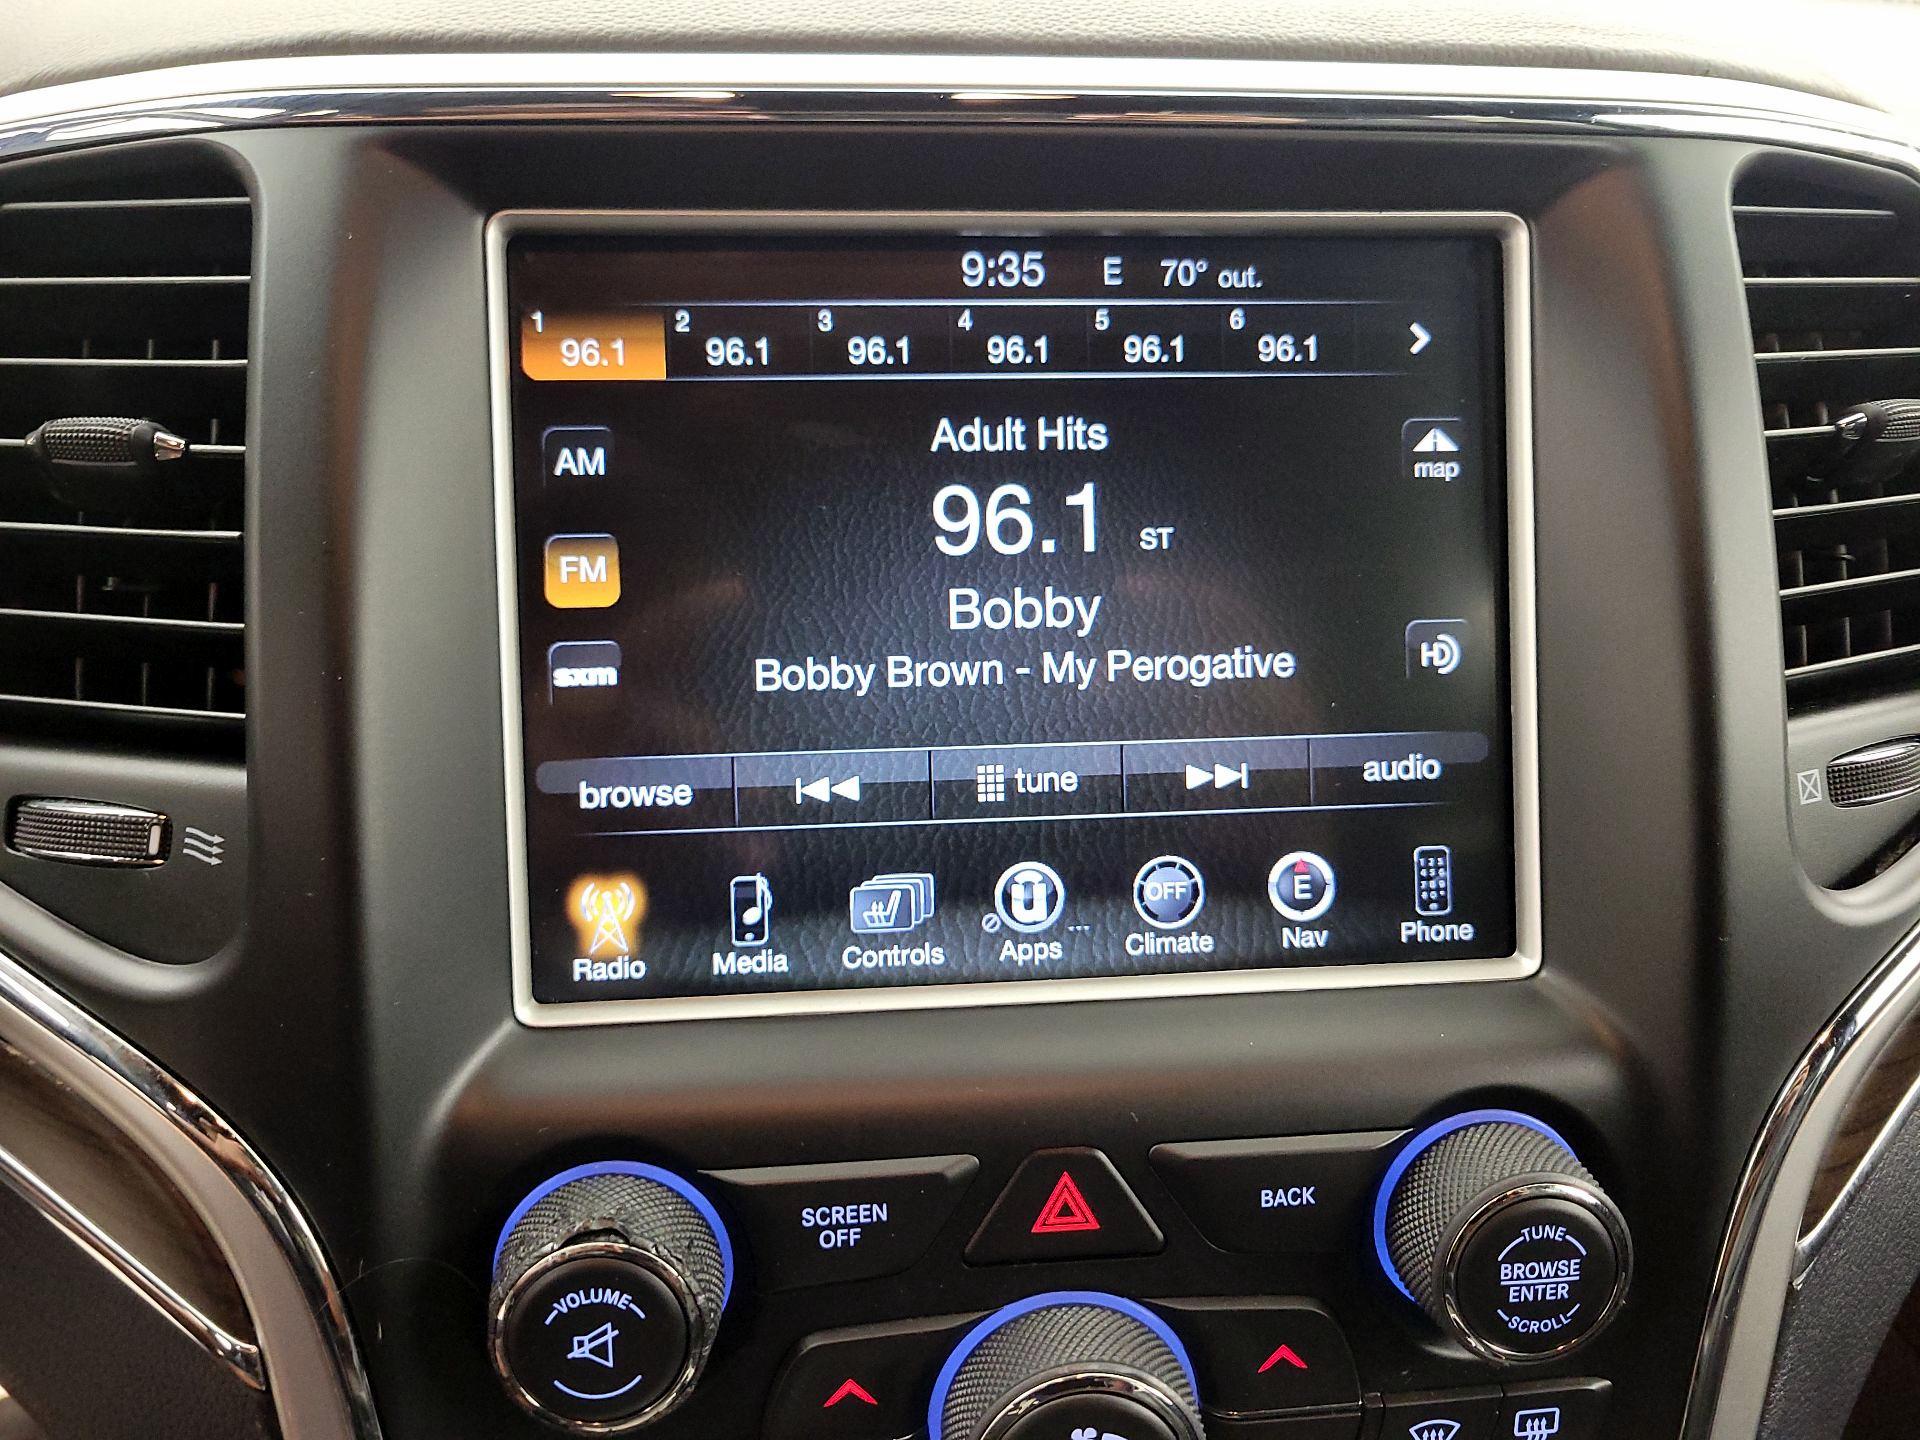 9:35 E 70° out.
1 96.1 2 96.1 3 96.1 4 96.1 5 96.1 6 96.1
Adult Hits
AM
map
96.1 ST
FM
Bobby
HD
sxm
Bobby Brown - My Perogative
browse tune audio
OFF E
Radio Media Controls Apps ... Climate Nav Phone
SCREEN
OFF
BACK
TUNE
BROWSE
ENTER
SCROLL
VOLUME